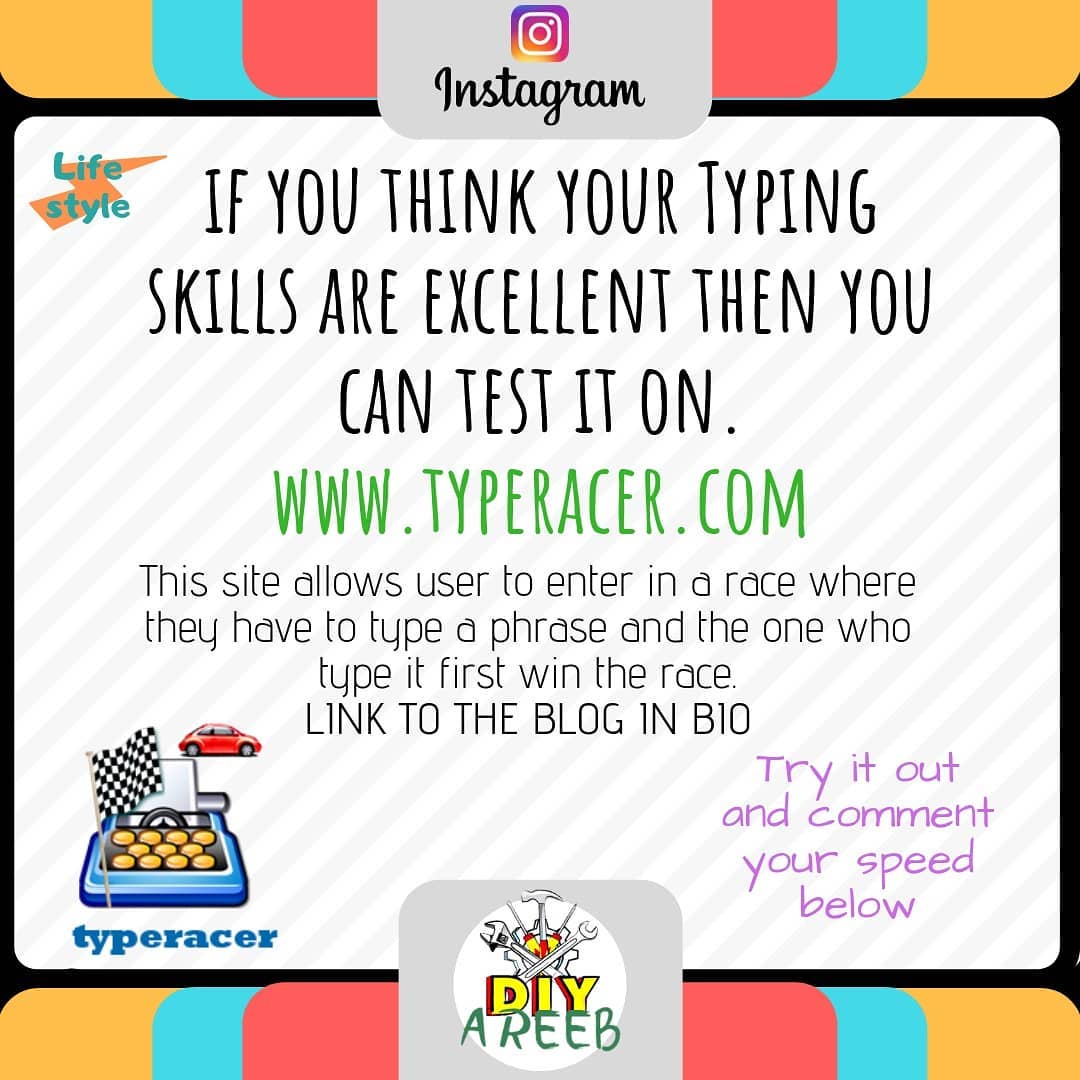 Instagram
Life
style
IF YOU THINK YOUR TYPING
SKILLS ARE EXCELLENT THEN YOU
CAN TEST IT ON.
WWW.TYPERACER.COM
This site allows user to enter in a race where
they have to type a phrase and the one who
type it first win the race.
LINK TO THE BLOG IN BIO
Try it out
and comment
your speed
below
typeracer
DIY
AREEB